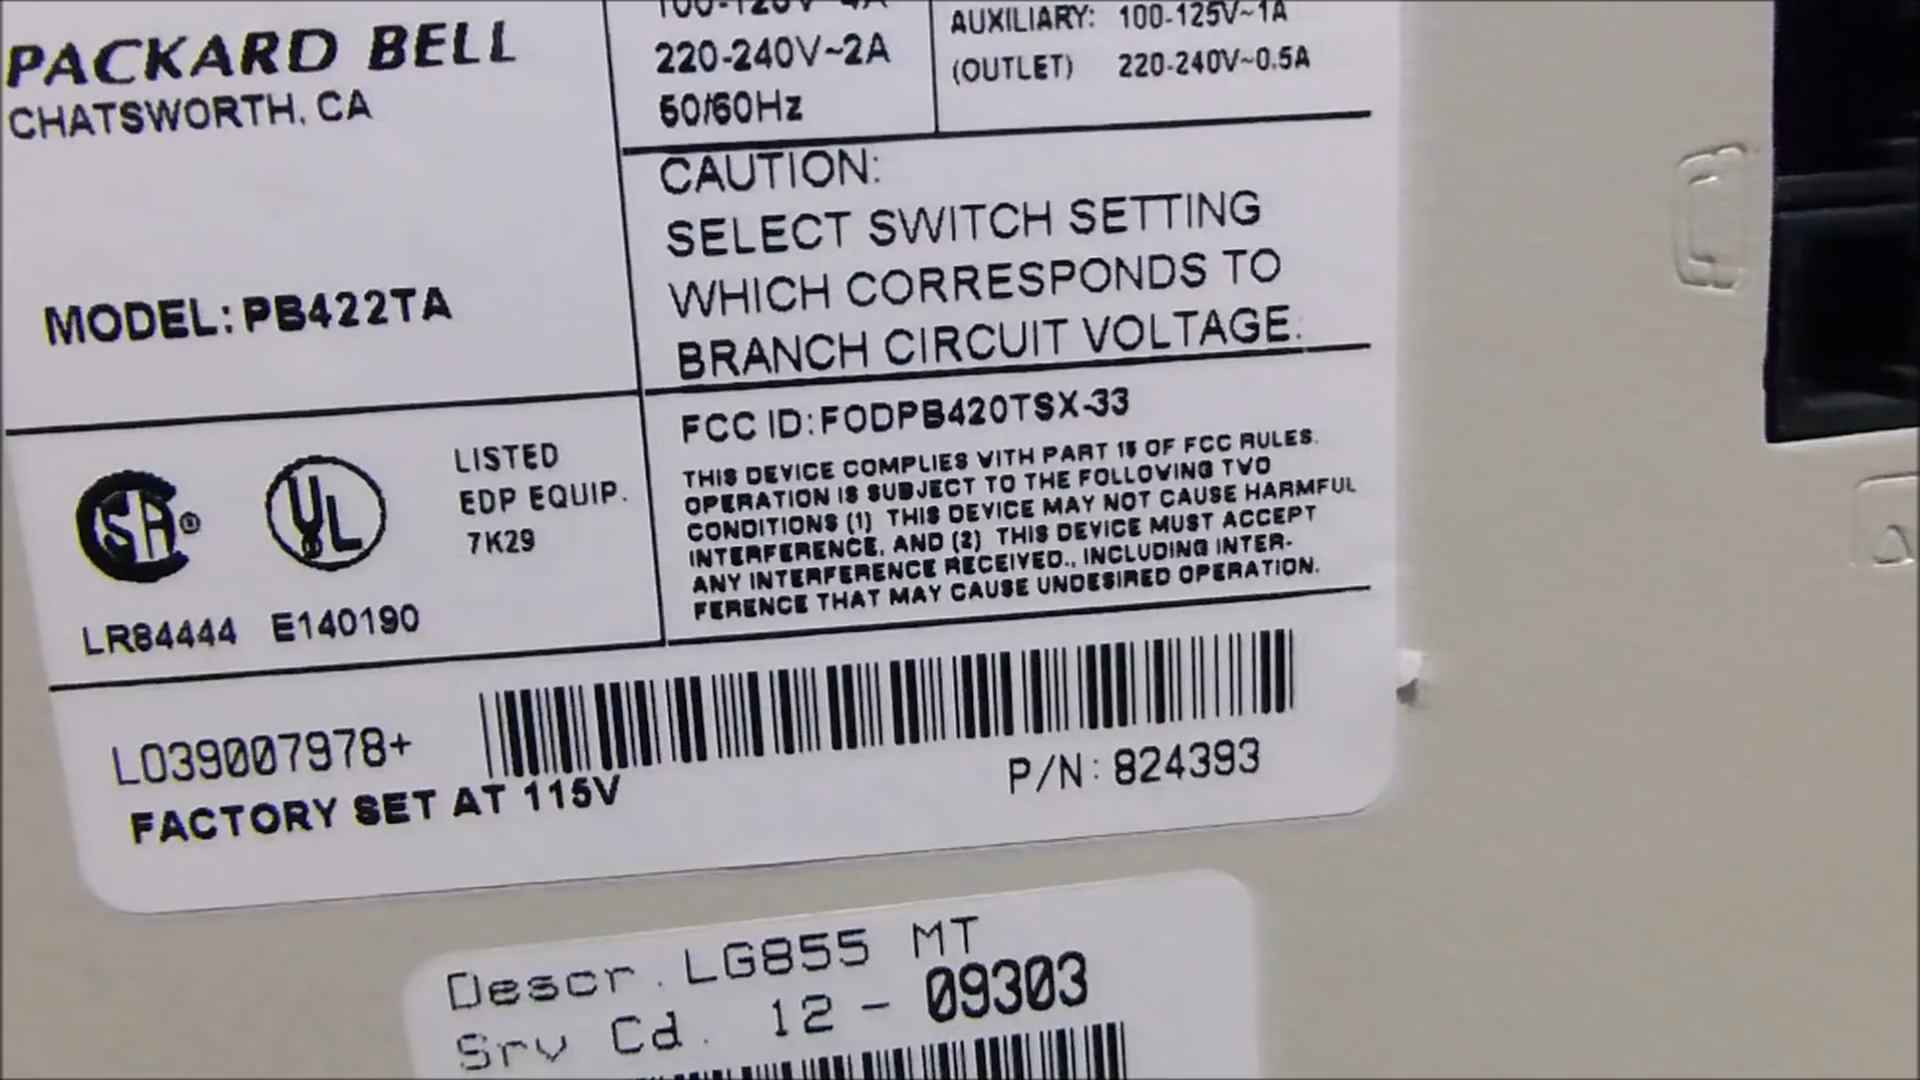 PACKARD BELL
CHATSWORTH, CA
MODEL: PB422TA
100-120V~4A
220-240V~2A
50/60Hz
AUXILIARY: 100-125V~1A
(OUTLET) 220-240V~0.5A
CAUTION:
SELECT SWITCH SETTING
WHICH CORRESPONDS TO
BRANCH CIRCUIT VOLTAGE.
SA®
UL
LISTED
EDP EQUIP.
7K29
LR84444 E140190
FCC ID: FODPB420TSX-33
THIS DEVICE COMPLIES WITH PART 15 OF FCC RULES.
OPERATION IS SUBJECT TO THE FOLLOWING TWO
CONDITIONS (1) THIS DEVICE MAY NOT CAUSE HARMFUL
INTERFERENCE, AND (2) THIS DEVICE MUST ACCEPT
ANY INTERFERENCE RECEIVED., INCLUDING INTER-
FERENCE THAT MAY CAUSE UNDESIRED OPERATION.
L039007978+
FACTORY SET AT 115V
P/N: 824393
Descr. LG855 MT
Srv Cd. 12 - 09303